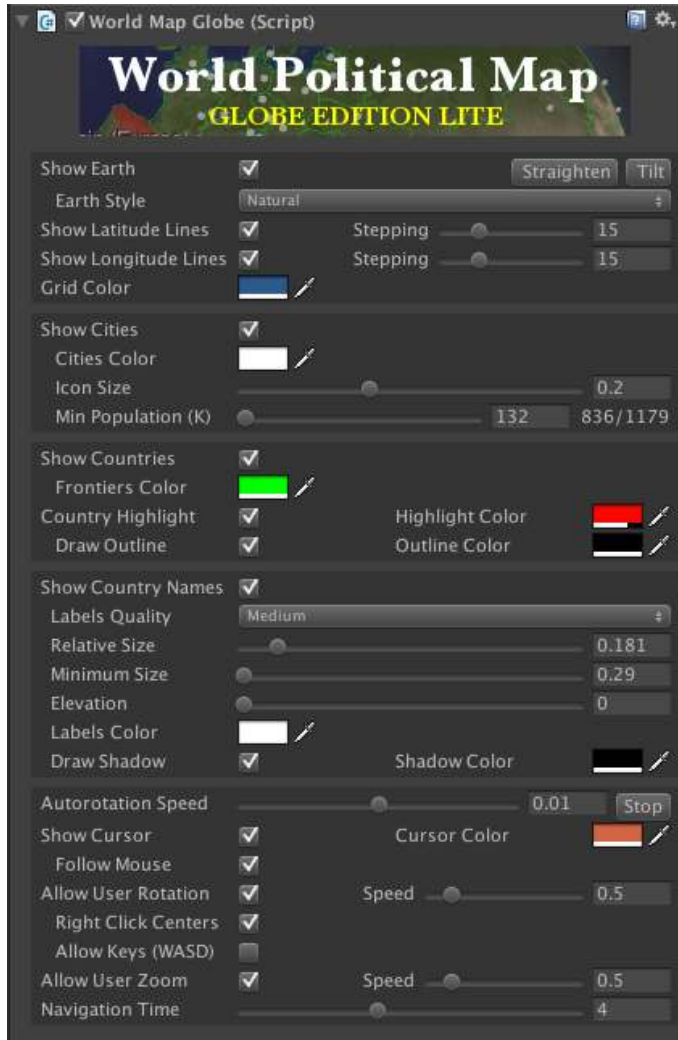 World Map Globe (Script)
World Political Map
GLOBE EDITION LITE
Show Earth Straighten Tilt
Earth Style Natural
Show Latitude Lines Stepping 15
Show Longitude Lines Stepping 15
Grid Color
Show Cities
Cities Color
Icon Size 0.2
Min Population (K) 132 836/1179
Show Countries
Frontiers Color
Country Highlight Highlight Color
Draw Outline Outline Color
Show Country Names
Labels Quality Medium
Relative Size 0.181
Minimum Size 0.29
Elevation 0
Labels Color
Draw Shadow Shadow Color
Autorotation Speed 0.01 Stop
Show Cursor Cursor Color
Follow Mouse
Allow User Rotation Speed 0.5
Right Click Centers
Allow Keys (WASD)
Allow User Zoom Speed 0.5
Navigation Time 4